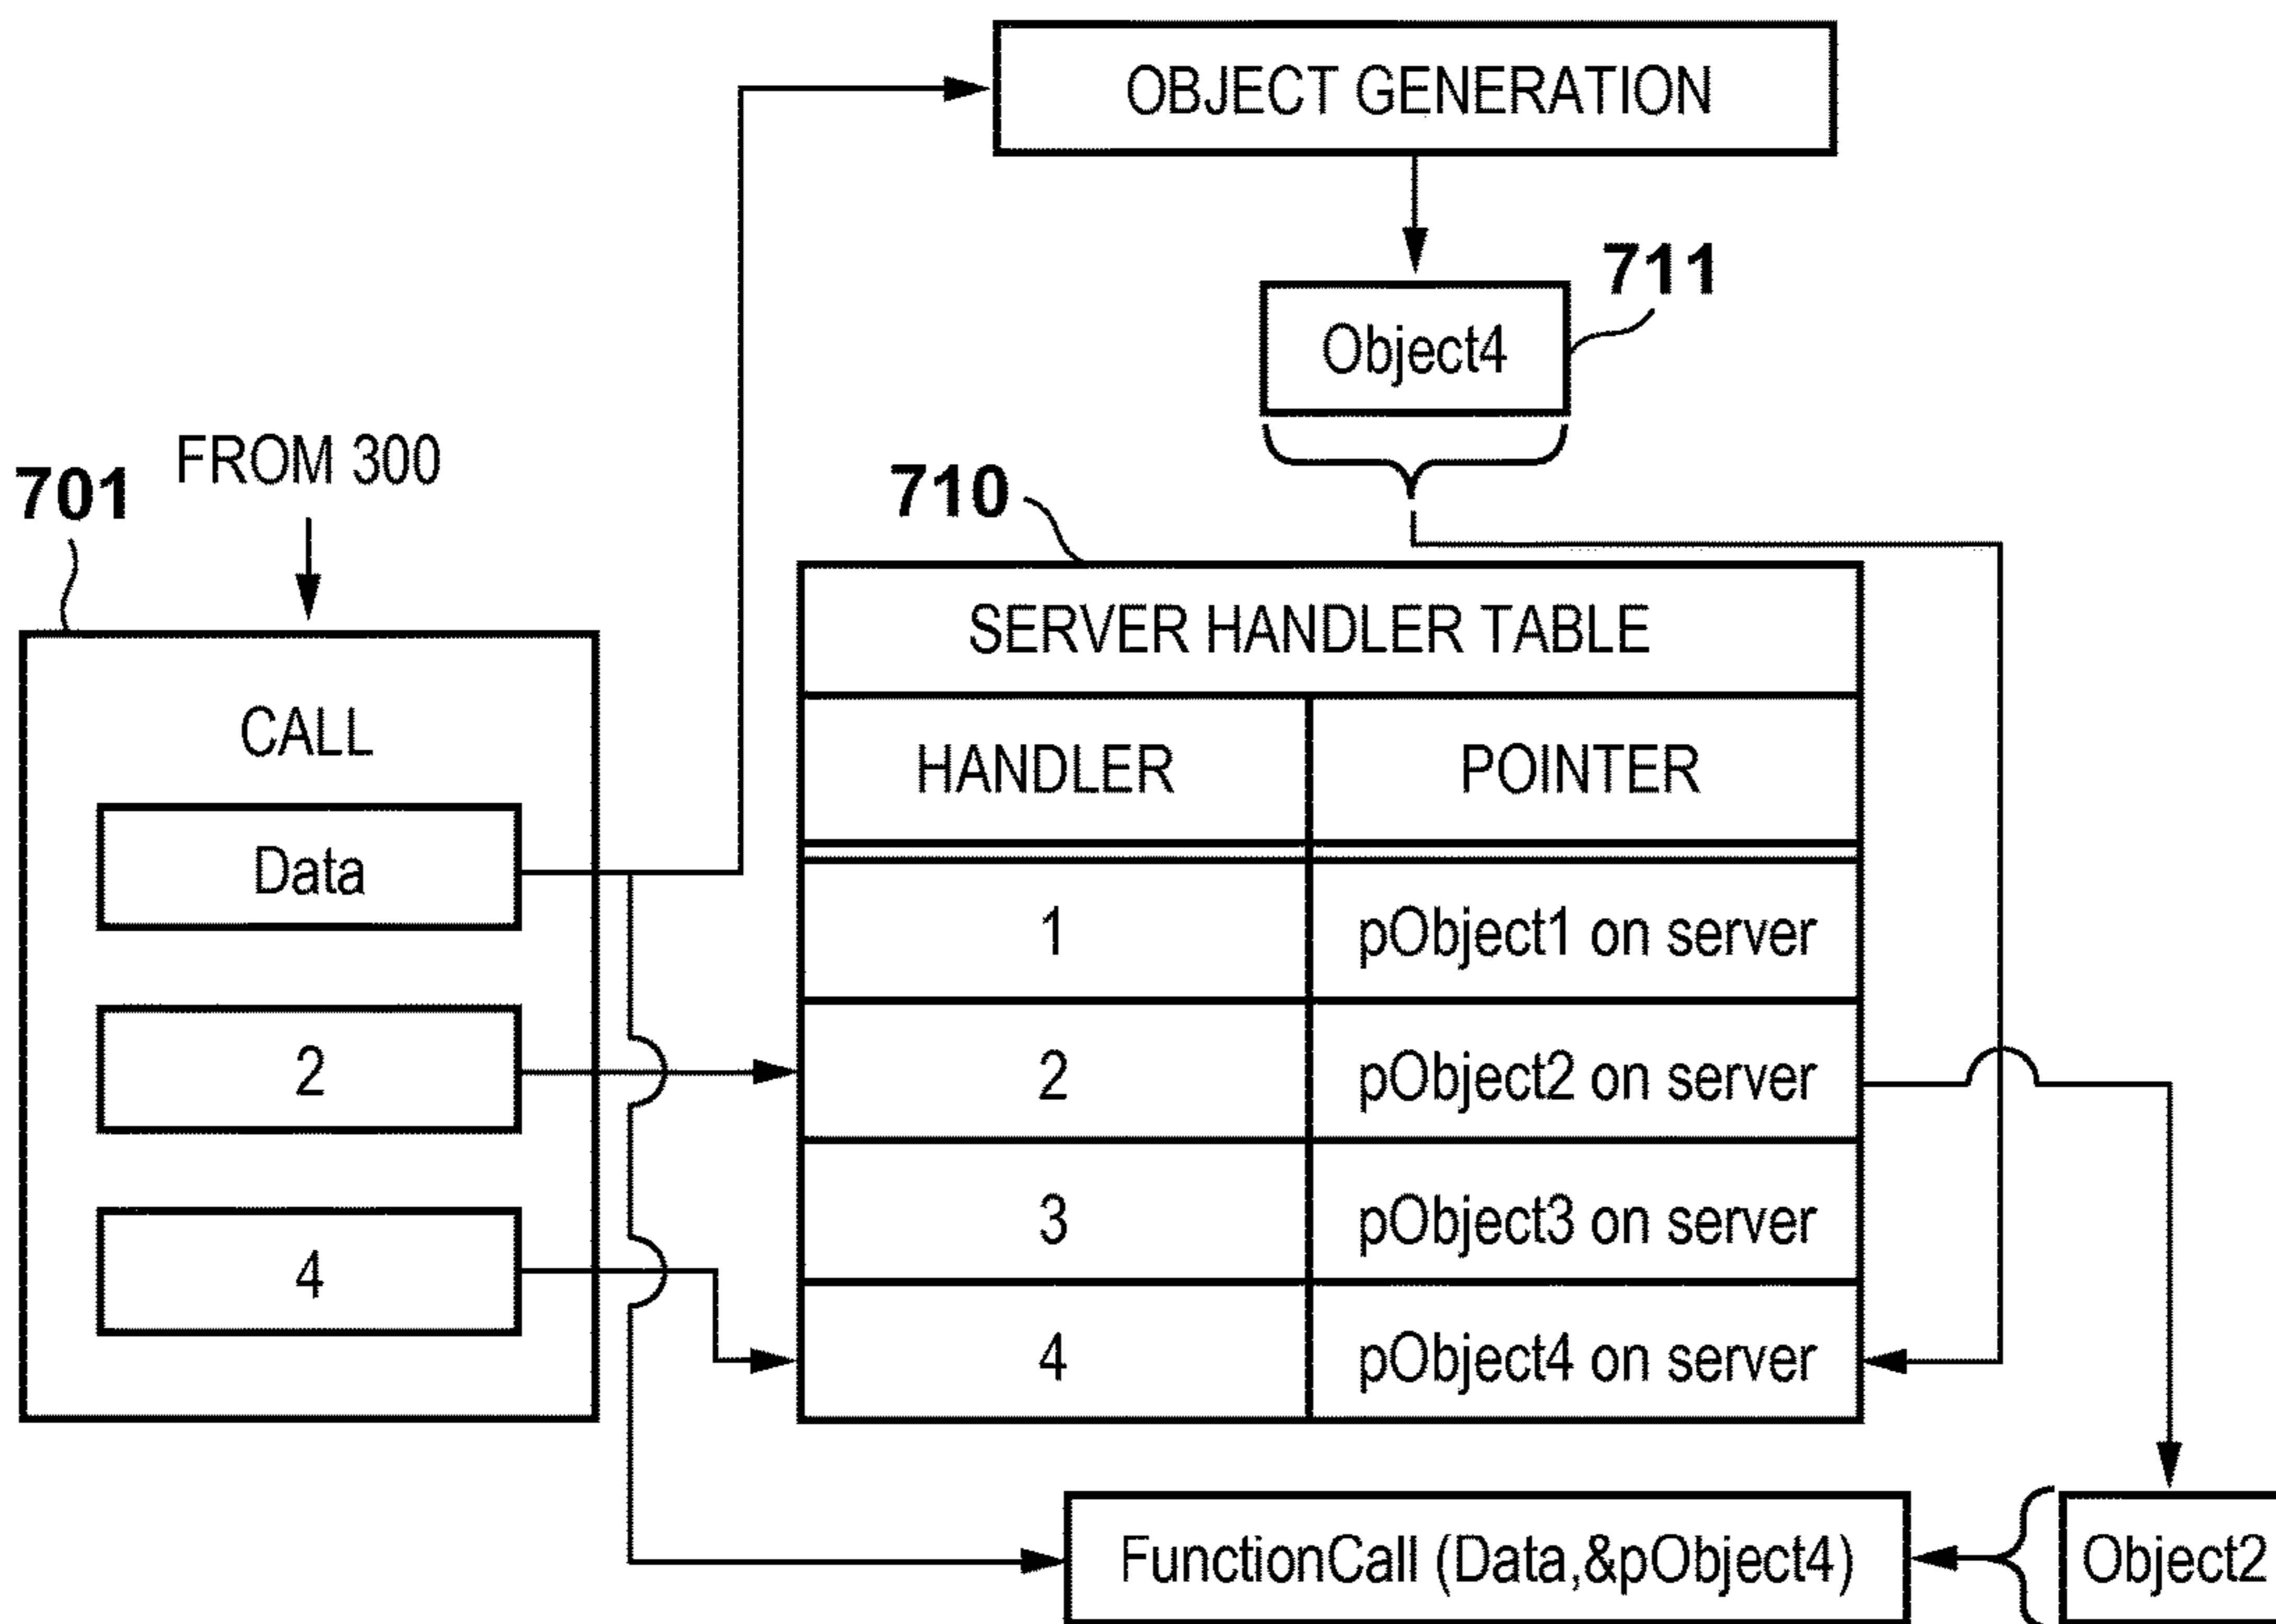 OBJECT GENERATION
711
Object4
FROM 300
701
710
SERVER HANDLER TABLE
CALL
HANDLER POINTER
Data
1 pObject1 on server
2
2 pObject2 on server
3 pObject3 on server
4
4 pObject4 on server
FunctionCall (Data,&pObject4)
Object2